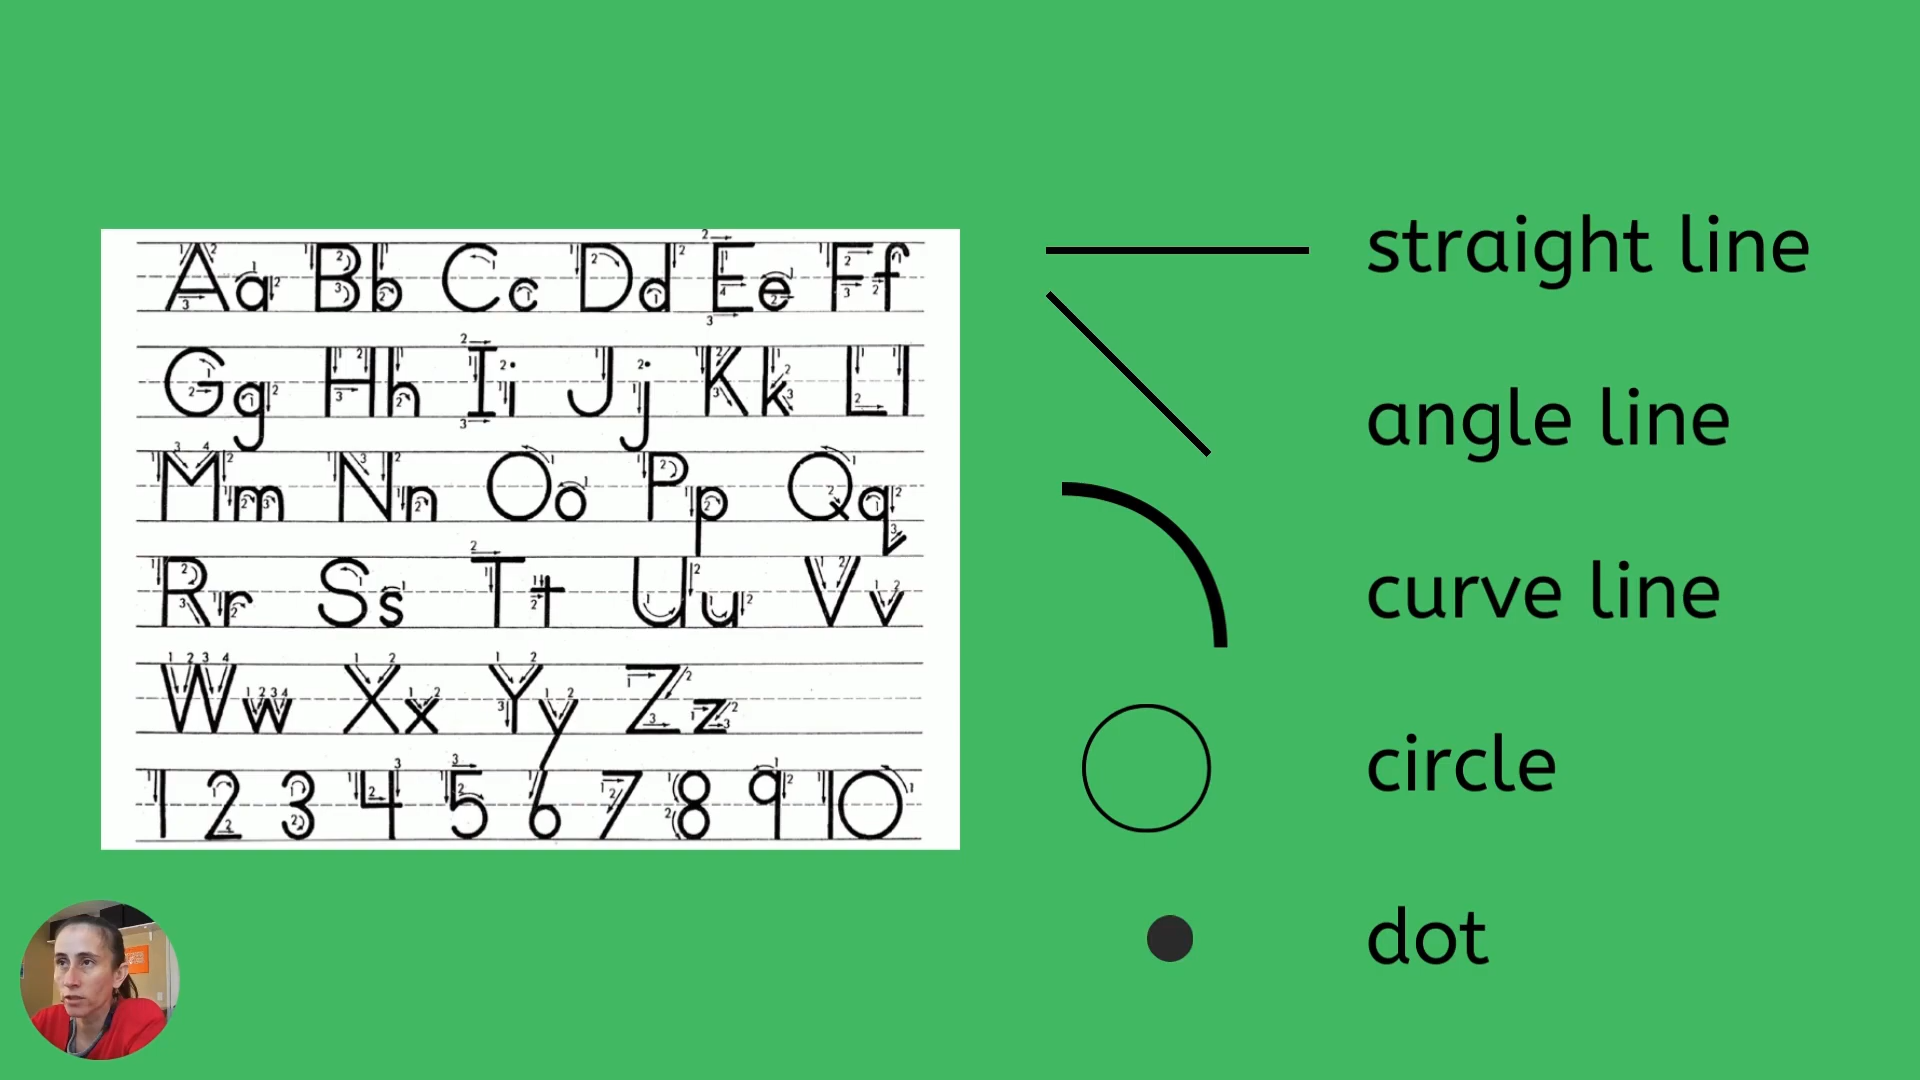 Aa Bb Cc Dd Ee Ff
Gg Hh Ii Jj Kk Ll
Mm Nn Oo Pp Qq
Rr Ss Tt Uu Vv
Ww Xx Yy Zz
1 2 3 4 5 6 7 8 9 10
straight line
angle line
curve line
circle
dot